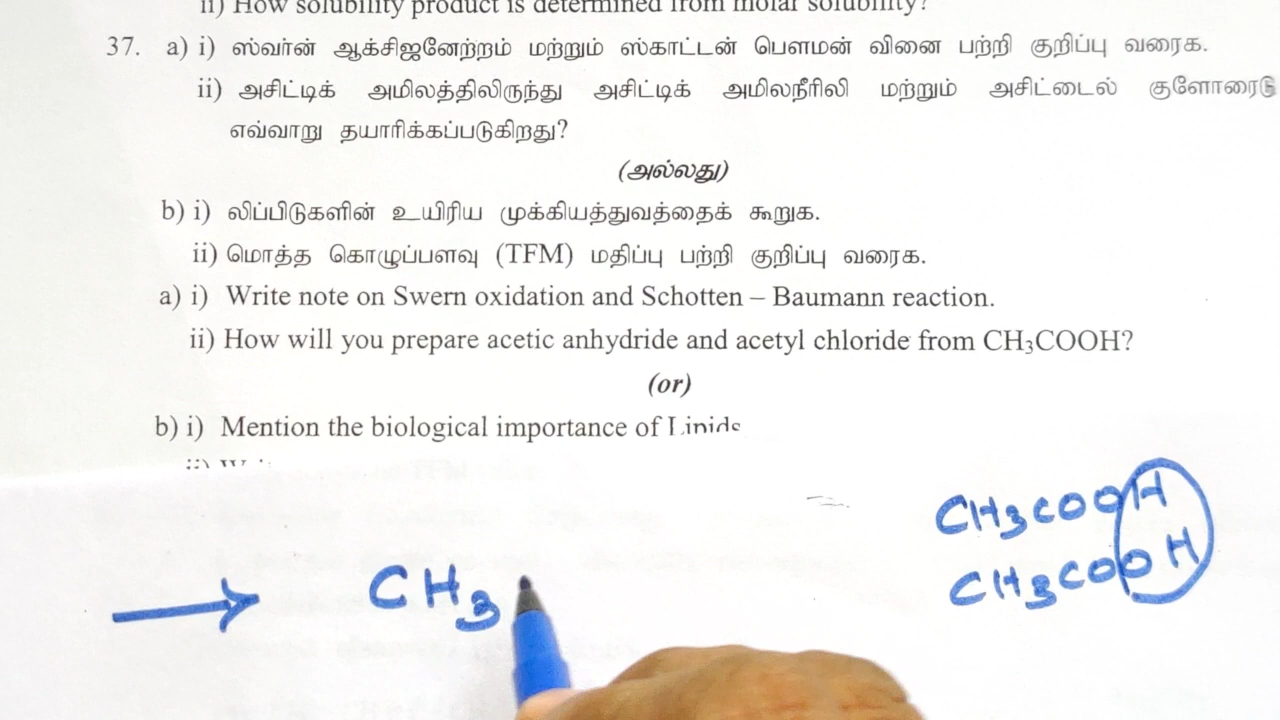 ii) How solubility product is determined from molar solubility?
37. a) i) ஸ்வர்ன் ஆக்சிஜனேற்றம் மற்றும் ஸ்காட்டன் பௌமன் வினை பற்றி குறிப்பு வரைக.
ii) அசிட்டிக் அமிலத்திலிருந்து அசிட்டிக் அமிலநீரிலி மற்றும் அசிட்டைல் குளோரைடு
எவ்வாறு தயாரிக்கப்படுகிறது?
(அல்லது)
b) i) லிப்பிடுகளின் உயிரிய முக்கியத்துவத்தைக் கூறுக.
ii) மொத்த கொழுப்பளவு (TFM) மதிப்பு பற்றி குறிப்பு வரைக.
a) i) Write note on Swern oxidation and Schotten – Baumann reaction.
ii) How will you prepare acetic anhydride and acetyl chloride from CH₃COOH?
(or)
b) i) Mention the biological importance of Lipids
CH3COOH
CH3COOH
CH3